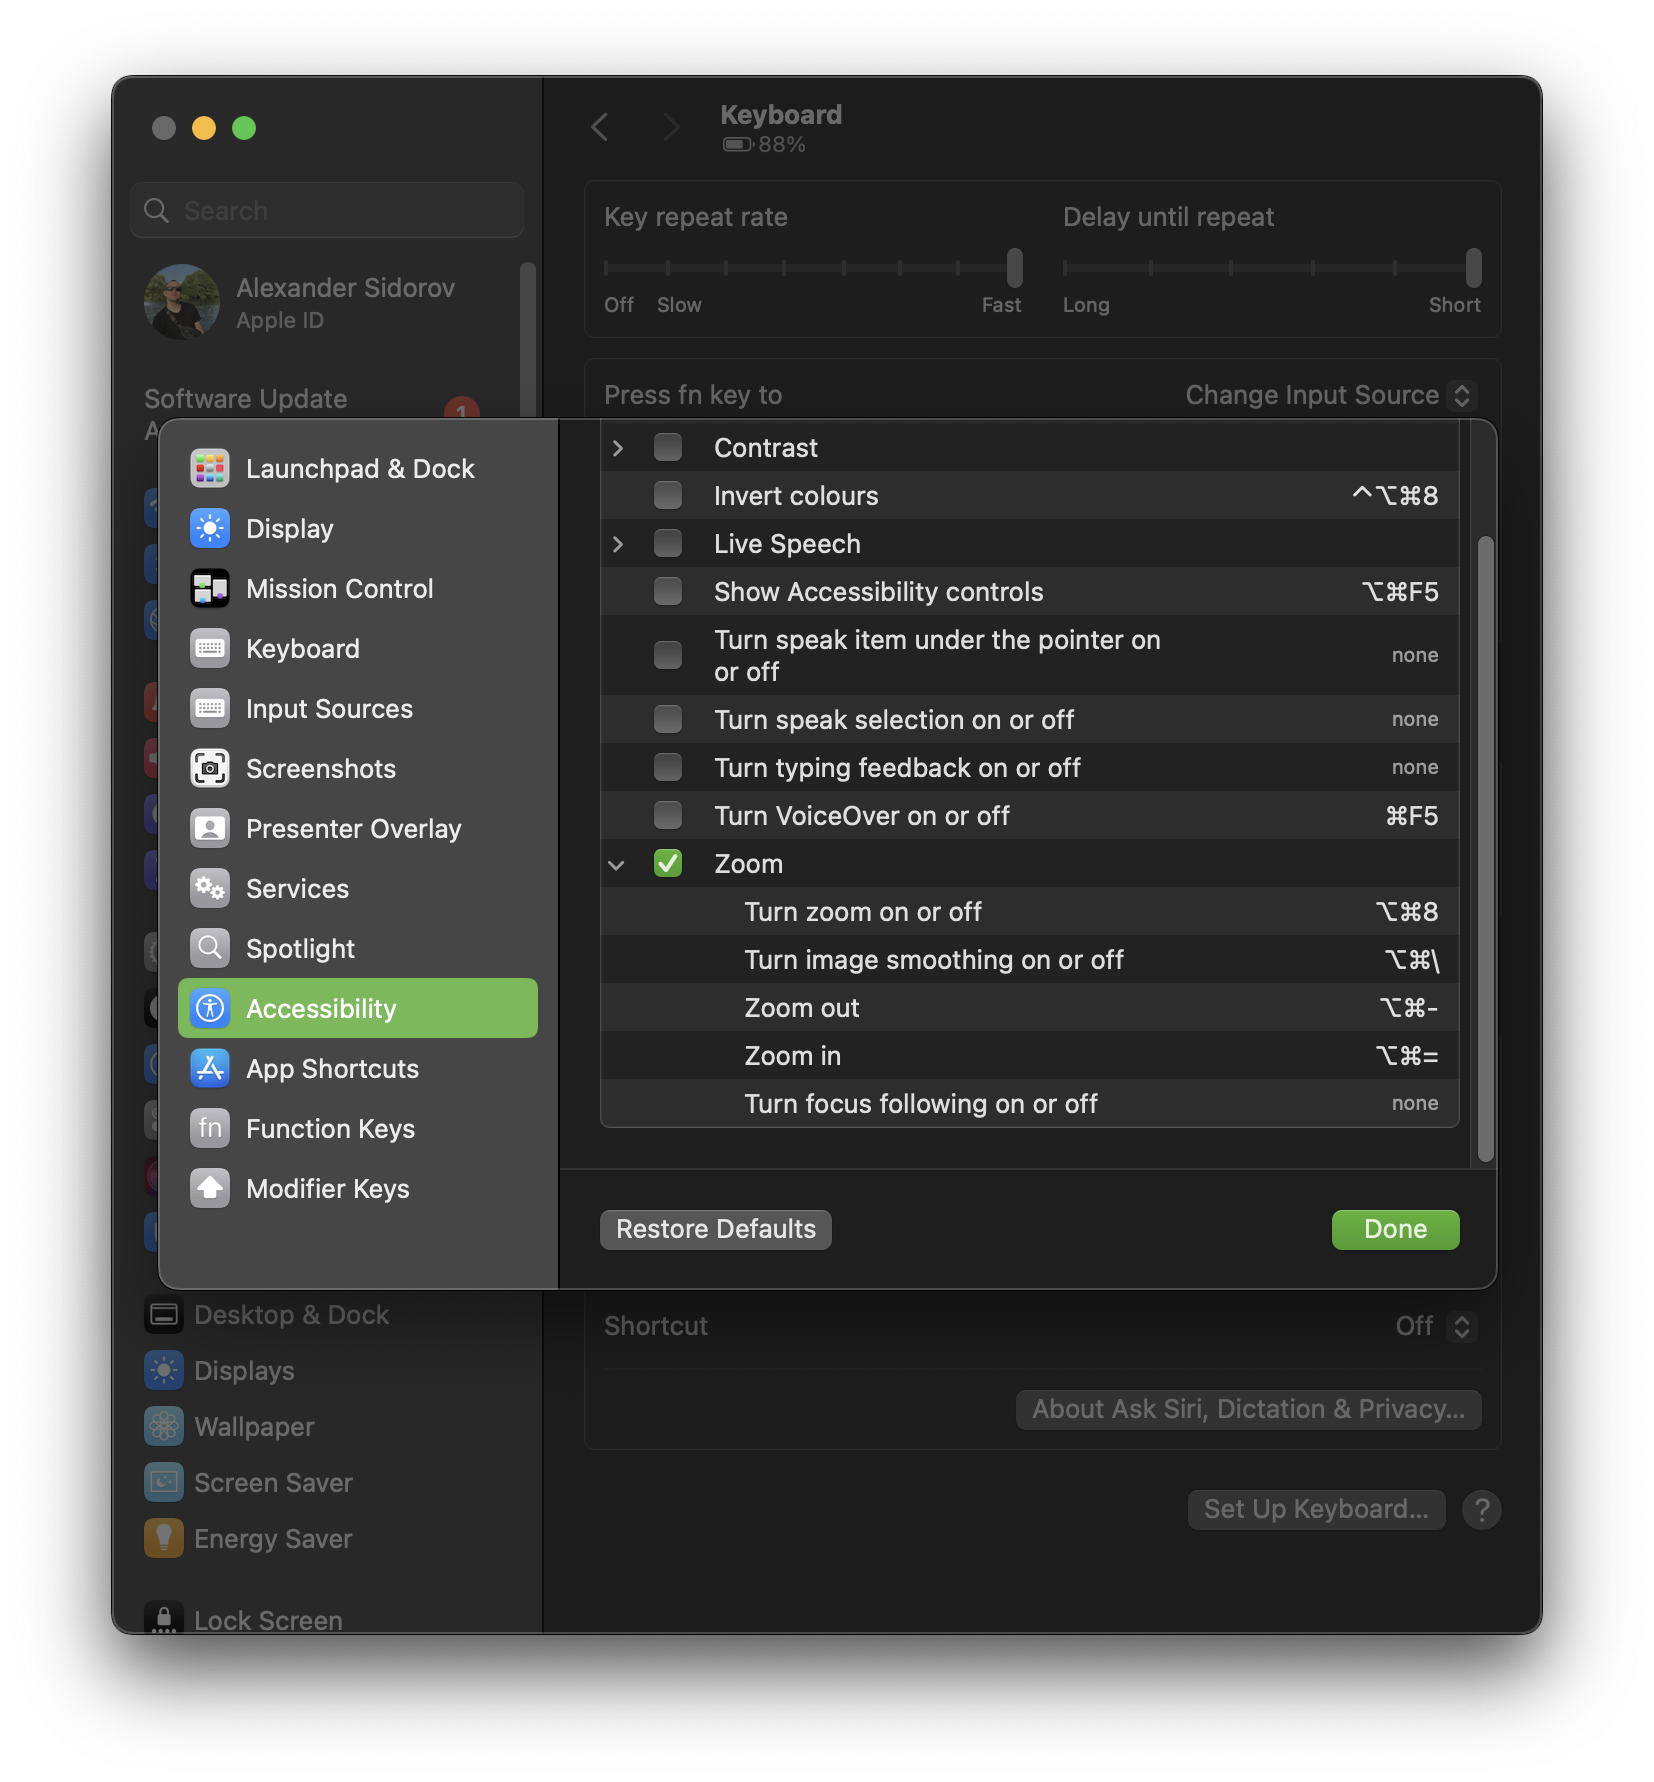 Keyboard
88%
Search
Alexander Sidorov
Apple ID
Software Update
1
A
Key repeat rate
Delay until repeat
Off
Slow
Fast
Long
Short
Press fn key to
Change Input Source
Launchpad & Dock
Display
Mission Control
Keyboard
Input Sources
Screenshots
Presenter Overlay
Services
Spotlight
Accessibility
App Shortcuts
fn
Function Keys
Modifier Keys
Contrast
Invert colours
^⌥⌘8
Live Speech
Show Accessibility controls
⌥⌘F5
Turn speak item under the pointer on
or off
none
Turn speak selection on or off
none
Turn typing feedback on or off
none
Turn VoiceOver on or off
⌘F5
Zoom
Turn zoom on or off
⌥⌘8
Turn image smoothing on or off
⌥⌘\
Zoom out
⌥⌘-
Zoom in
⌥⌘=
Turn focus following on or off
none
Restore Defaults
Done
Desktop & Dock
Displays
Wallpaper
Screen Saver
Energy Saver
Lock Screen
Shortcut
Off
About Ask Siri, Dictation & Privacy...
Set Up Keyboard...
?